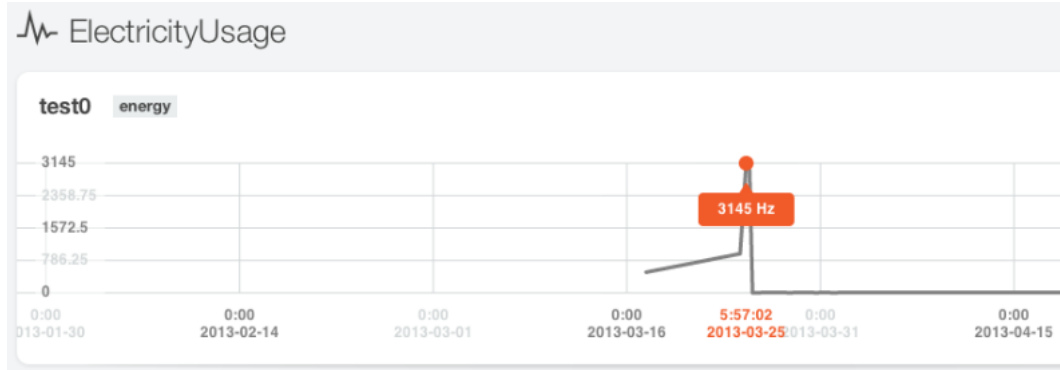 ElectricityUsage
test0 energy
3145
2358.75
3145 Hz
1572.5
786.25
0
0:00 0:00 0:00 0:00 5:57:02 0:00 0:00
013-01-30 2013-02-14 2013-03-01 2013-03-16 2013-03-25 2013-03-31 2013-04-15